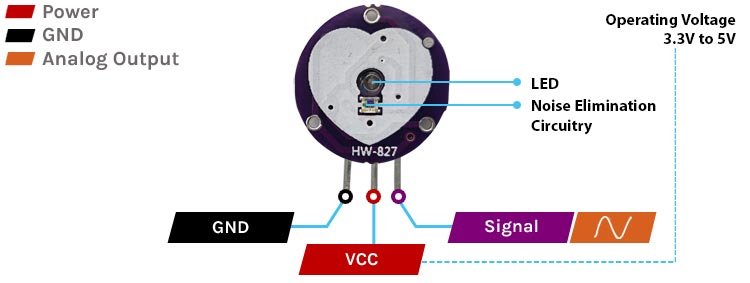 Power
GND
Analog Output
Operating Voltage
3.3V to 5V
LED
Noise Elimination
Circuitry
HW-827
GND
Signal
VCC